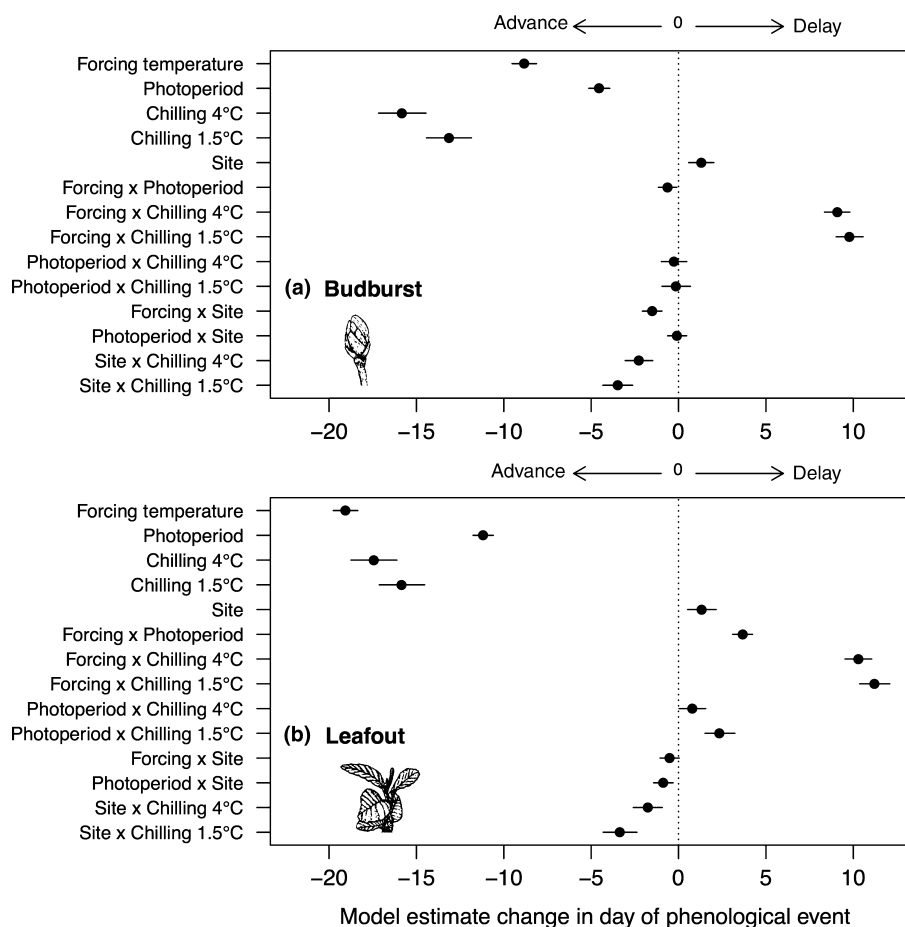 Advance 0 Delay
Forcing temperature
Photoperiod
Chilling 4°C
Chilling 1.5°C
Site
Forcing x Photoperiod
Forcing x Chilling 4°C
Forcing x Chilling 1.5°C
Photoperiod x Chilling 4°C
Photoperiod x Chilling 1.5°C
(a) Budburst
Forcing x Site
Photoperiod x Site
Site x Chilling 4°C
Site x Chilling 1.5°C
−20 −15 −10 −5 0 5 10
Advance 0 Delay
Forcing temperature
Photoperiod
Chilling 4°C
Chilling 1.5°C
Site
Forcing x Photoperiod
Forcing x Chilling 4°C
Forcing x Chilling 1.5°C
Photoperiod x Chilling 4°C
Photoperiod x Chilling 1.5°C
(b) Leafout
Forcing x Site
Photoperiod x Site
Site x Chilling 4°C
Site x Chilling 1.5°C
−20 −15 −10 −5 0 5 10
Model estimate change in day of phenological event